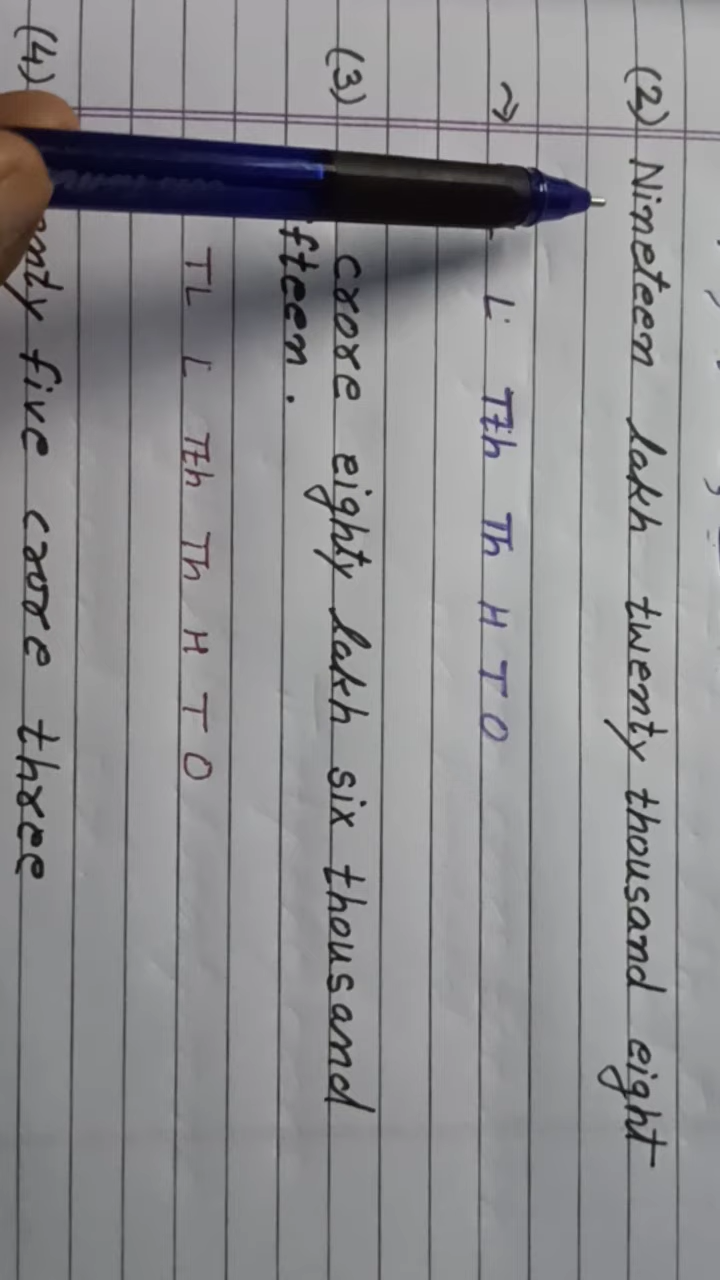 (2) Nineteen lakh twenty thousand eight
→ L Tth Th H T O
(3) crore eighty lakh six thousand
fteen.
TL L Tth Th H T O
(4) enty five crore three